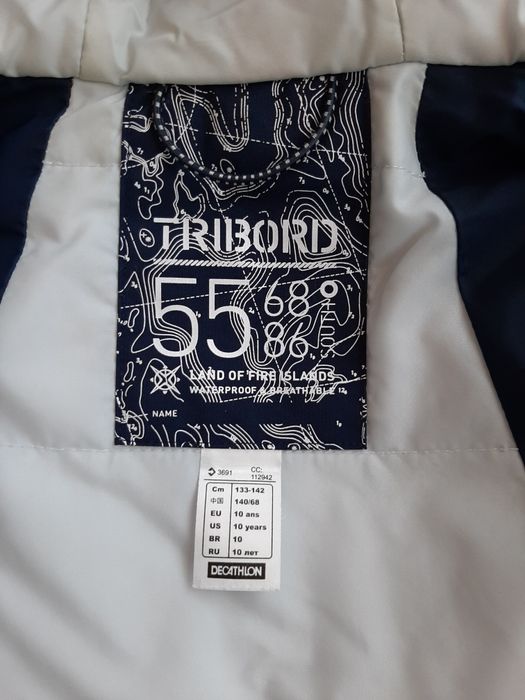 TRIBORD
55
68°
86
SOUTH
LAND OF FIRE ISLANDS
WATERPROOF & BREATHABLE
NAME
3691
CC:
112942
Cm 133-142
中国 140/68
EU 10 ans
US 10 years
BR 10
RU 10 лет
DECATHLON